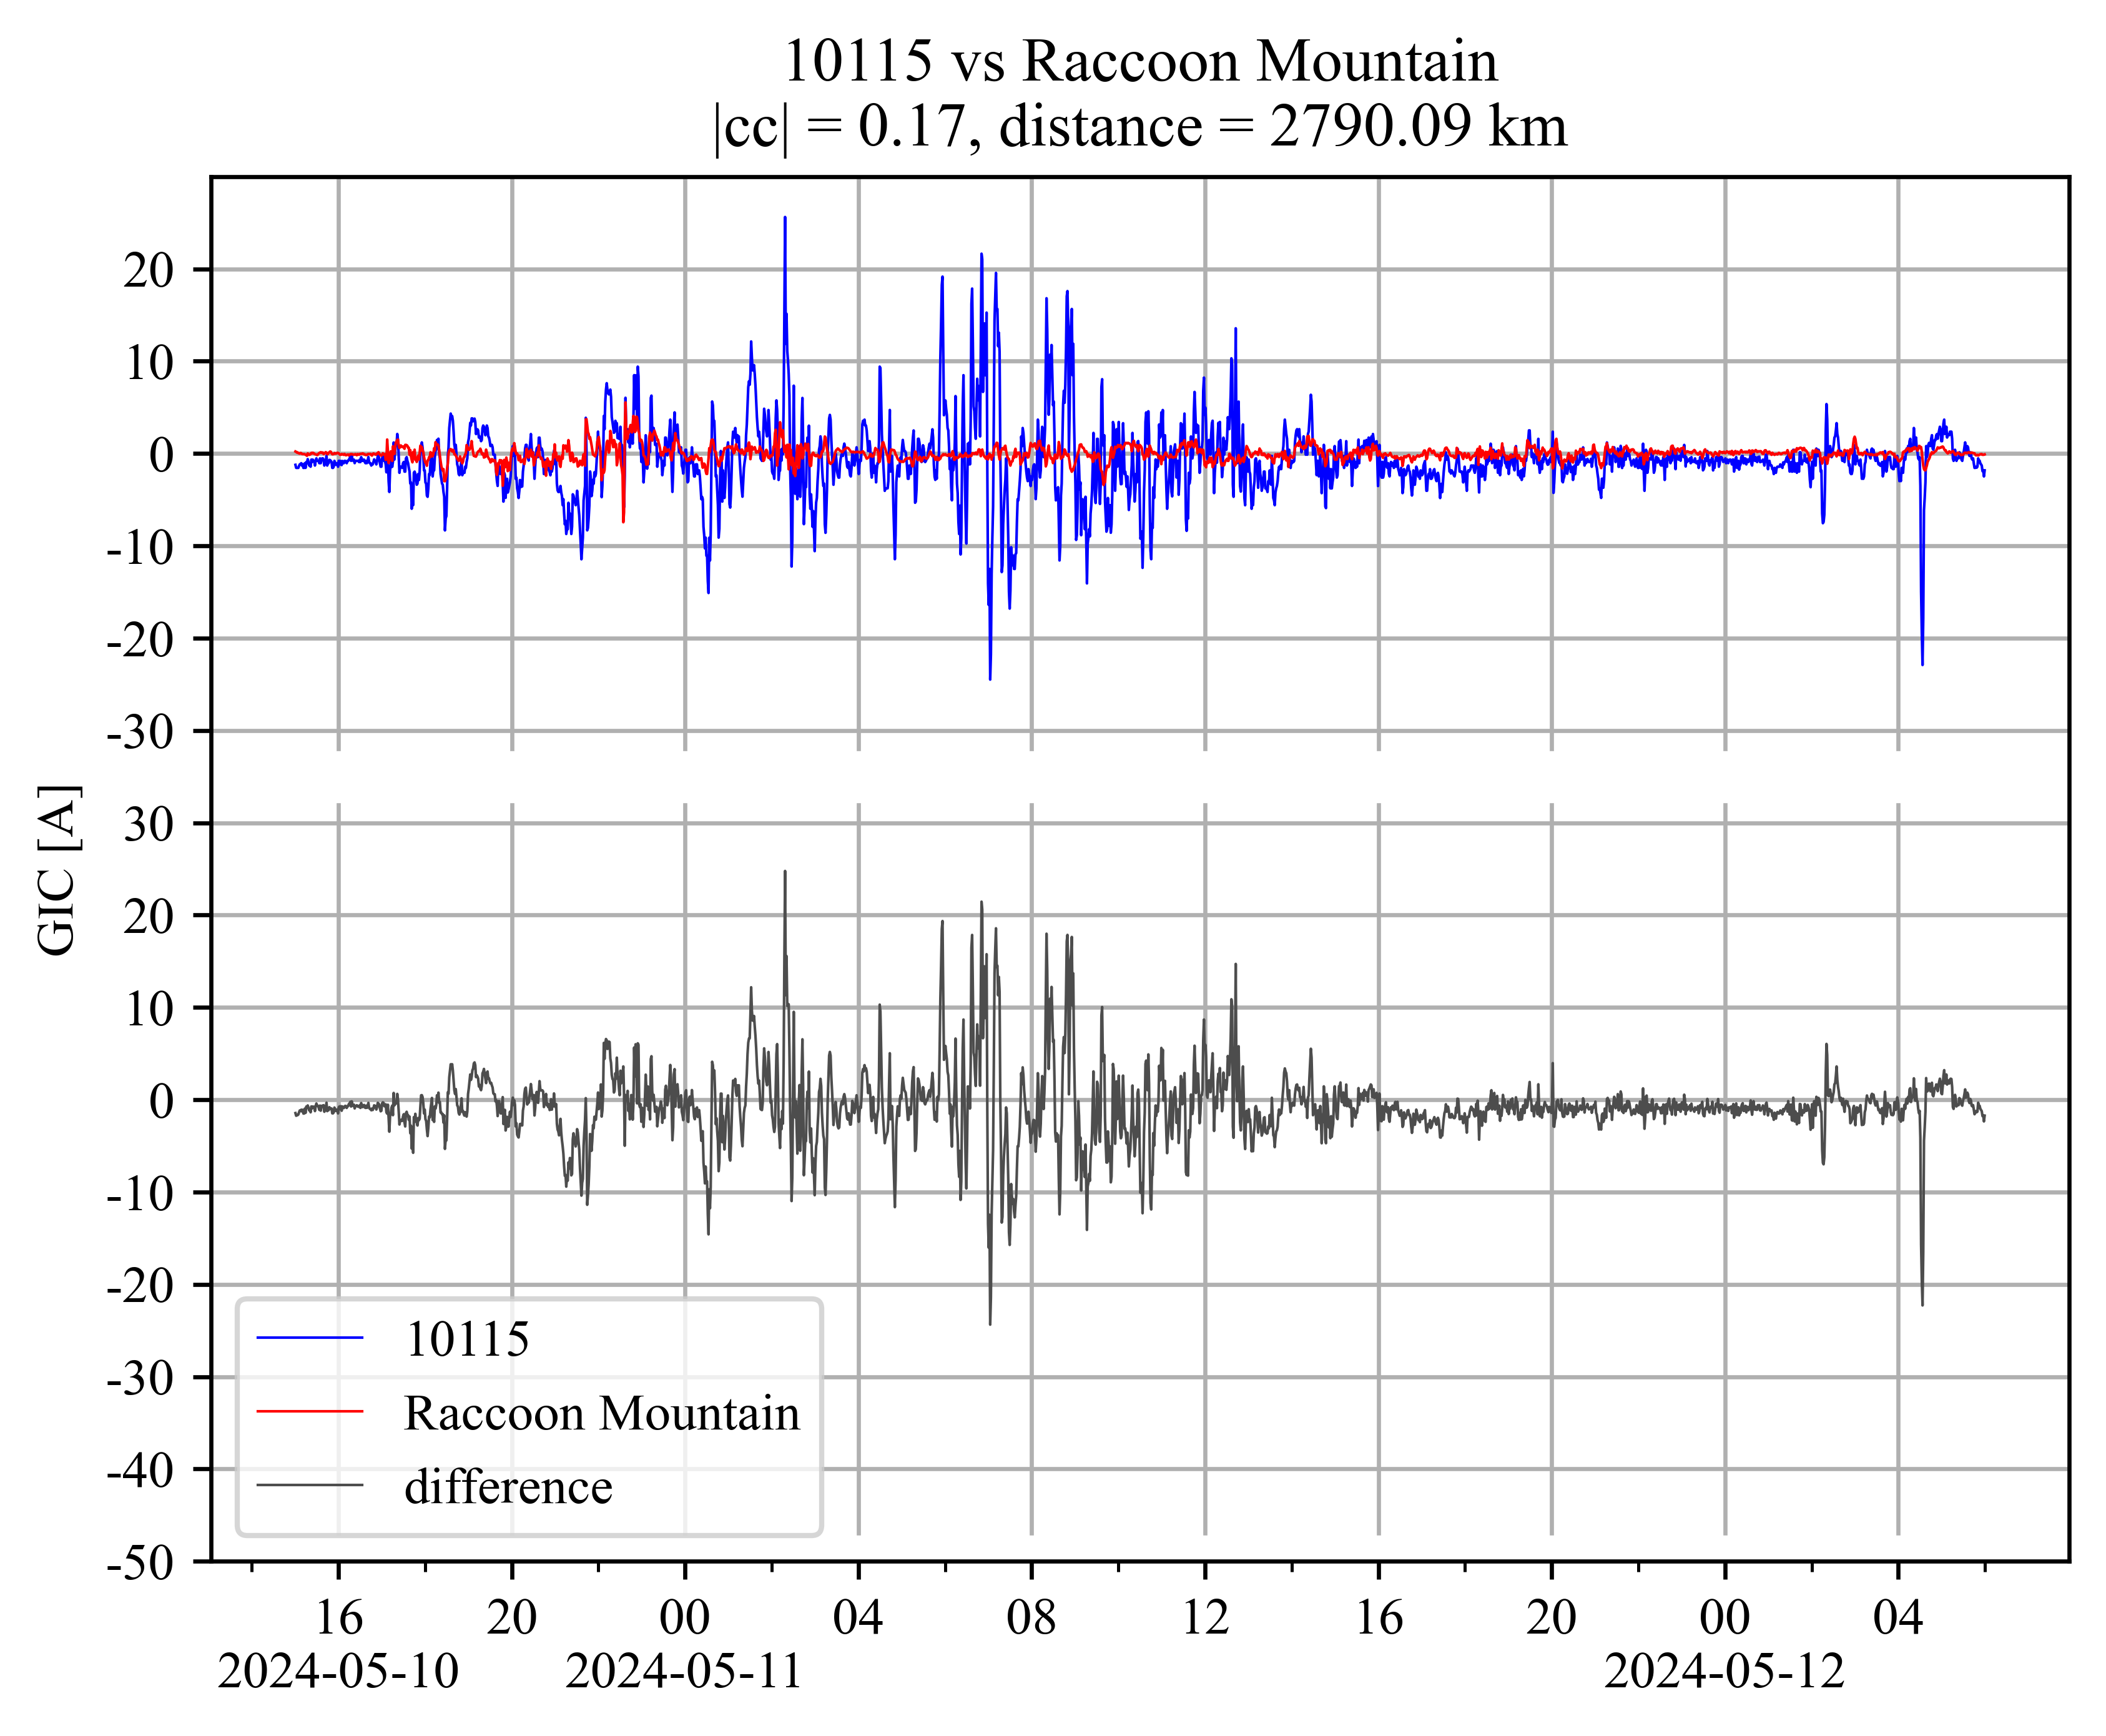 10115 vs Raccoon Mountain
|cc| = 0.17, distance = 2790.09 km
GIC [A]
20
10
0
-10
-20
-30
30
20
10
0
-10
-20
-30
-40
-50
10115
Raccoon Mountain
difference
16 20 00 04 08 12 16 20 00 04
2024-05-10 2024-05-11 2024-05-12